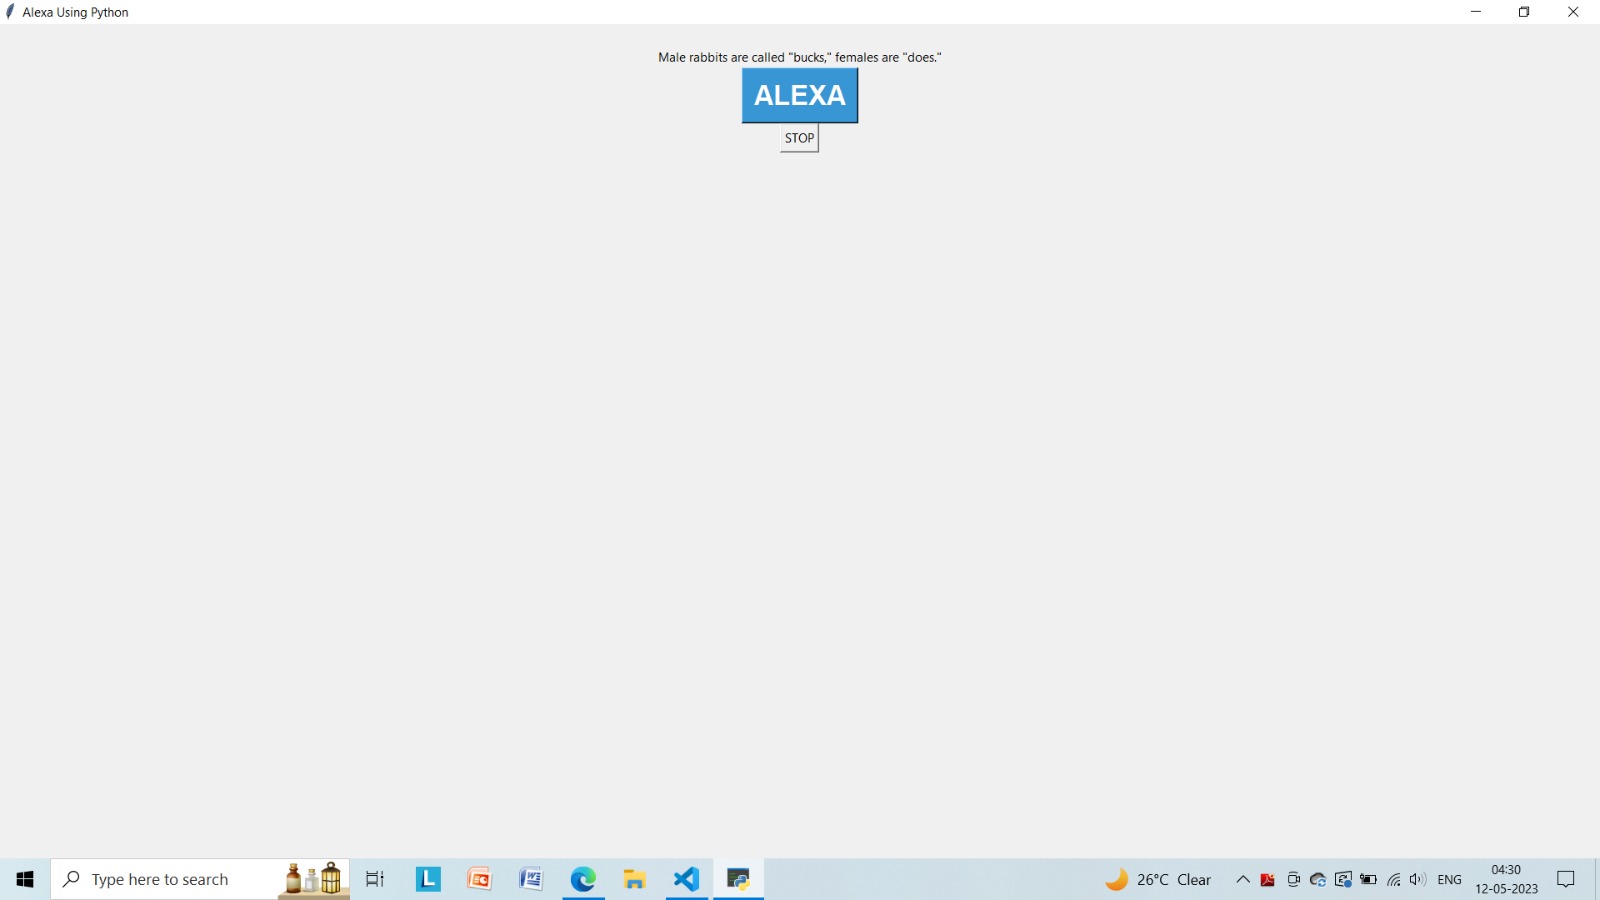 Alexa Using Python
Male rabbits are called "bucks," females are "does."
ALEXA
STOP
Type here to search
L
26°C Clear
ENG
04:30
12-05-2023